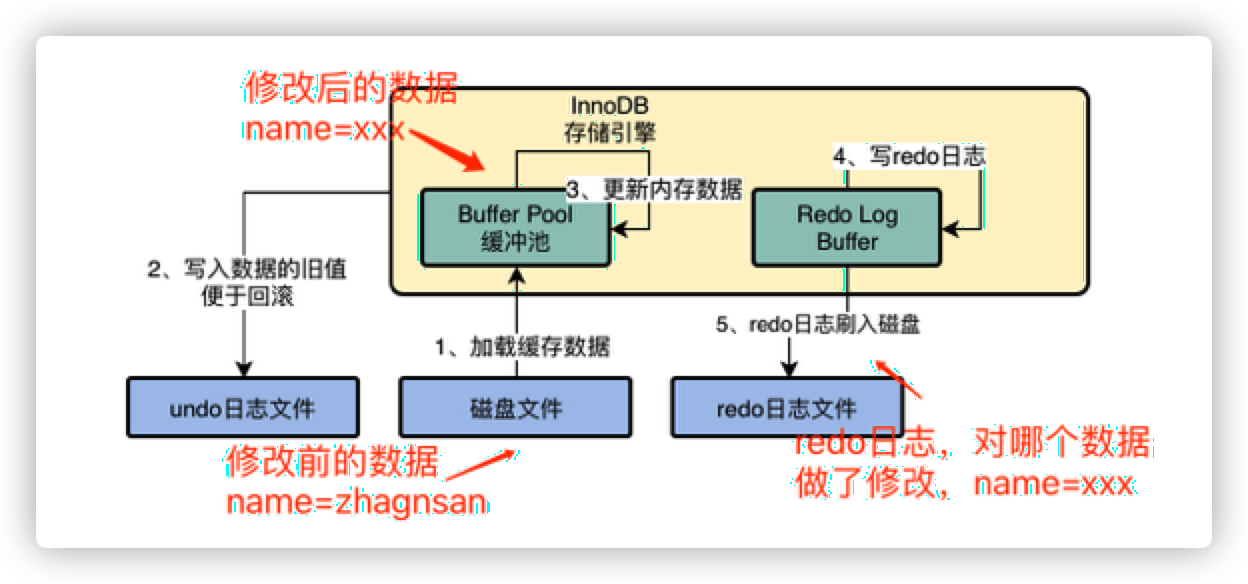 修改后的数据
name=xxx
InnoDB
存储引擎
4、写redo日志
3、更新内存数据
Buffer Pool
缓冲池
Redo Log
Buffer
2、写入数据的旧值
便于回滚
5、redo日志刷入磁盘
1、加载缓存数据
undo日志文件
磁盘文件
redo日志文件
修改前的数据
name=zhagnsan
redo日志，对哪个数据
做了修改，name=xxx